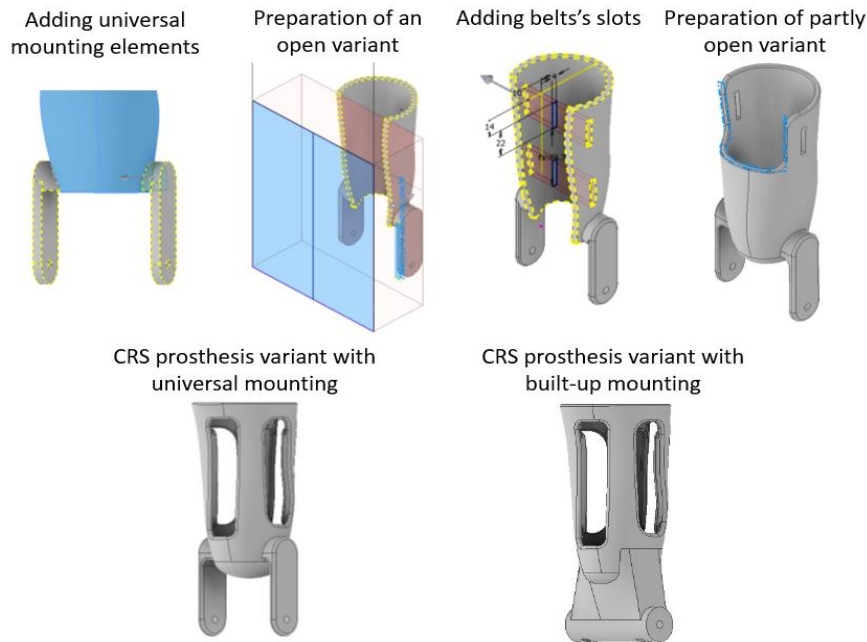 Adding universal
mounting elements
Preparation of an
open variant
Adding belts's slots
Preparation of partly
open variant
14
22
CRS prosthesis variant with
universal mounting
CRS prosthesis variant with
built-up mounting